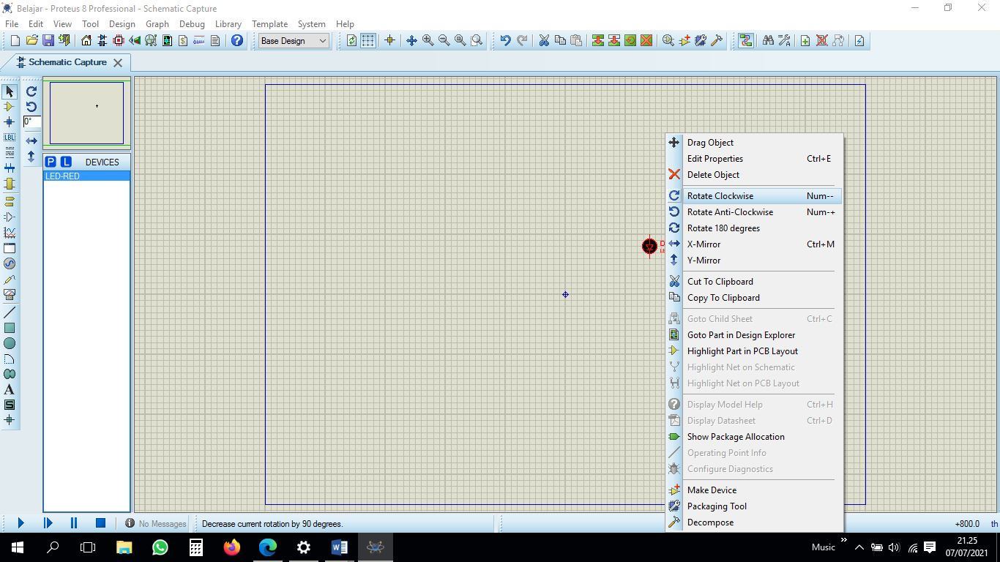 Belajar - Proteus 8 Professional - Schematic Capture
File Edit View Tool Design Graph Debug Library Template System Help
Base Design
Schematic Capture
0°
LBL
P L DEVICES
LED-RED
A
S
D
LE
Drag Object
Edit Properties Ctrl+E
Delete Object
Rotate Clockwise Num--
Rotate Anti-Clockwise Num-+
Rotate 180 degrees
X-Mirror Ctrl+M
Y-Mirror
Cut To Clipboard
Copy To Clipboard
Goto Child Sheet Ctrl+C
Goto Part in Design Explorer
Highlight Part in PCB Layout
Highlight Net on Schematic
Highlight Net on PCB Layout
Display Model Help Ctrl+H
Display Datasheet Ctrl+D
Show Package Allocation
Operating Point Info
Configure Diagnostics
Make Device
Packaging Tool
Decompose
No Messages
Decrease current rotation by 90 degrees.
+800.0 th
Music
21.25
07/07/2021